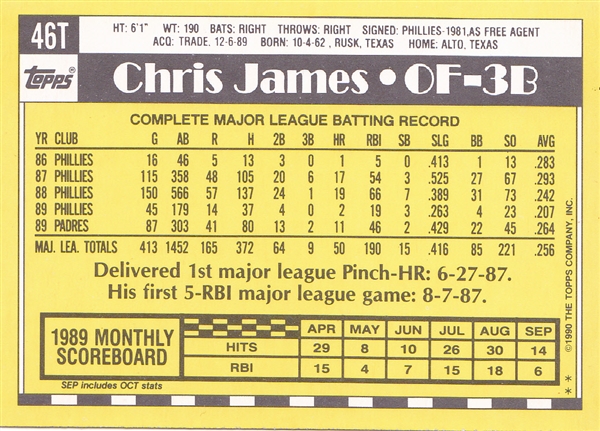 46T
HT: 6'1" WT: 190 BATS: RIGHT THROWS: RIGHT SIGNED: PHILLIES-1981, AS FREE AGENT
ACQ: TRADE. 12-6-89 BORN: 10-4-62 , RUSK, TEXAS HOME: ALTO, TEXAS
Topps®
Chris James • OF-3B
COMPLETE MAJOR LEAGUE BATTING RECORD
YR CLUB G AB R H 2B 3B HR RBI SB SLG BB SO AVG
86 PHILLIES 16 46 5 13 3 0 1 5 0 .413 1 13 .283
87 PHILLIES 115 358 48 105 20 6 17 54 3 .525 27 67 .293
88 PHILLIES 150 566 57 137 24 1 19 66 7 .389 31 73 .242
89 PHILLIES 45 179 14 37 4 0 2 19 3 .263 4 23 .207
89 PADRES 87 303 41 80 13 2 11 46 2 .429 22 45 .264
MAJ. LEA. TOTALS 413 1452 165 372 64 9 50 190 15 .416 85 221 .256
Delivered 1st major league Pinch-HR: 6-27-87.
His first 5-RBI major league game: 8-7-87.
1989 MONTHLY
SCOREBOARD
APR MAY JUN JUL AUG SEP
HITS 29 8 10 26 30 14
RBI 15 4 7 15 18 6
SEP includes OCT stats
* * ©1990 THE TOPPS COMPANY, INC.